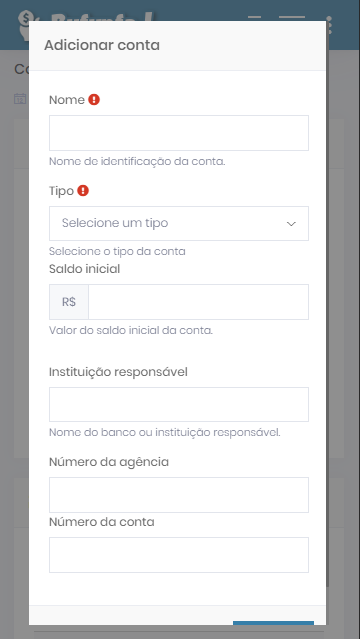 Adicionar conta
Nome
Nome de identificação da conta.
Tipo
Selecione um tipo
Selecione o tipo da conta
Saldo inicial
R$
Valor do saldo inicial da conta.
Instituição responsável
Nome do banco ou instituição responsável.
Número da agência
Número da conta